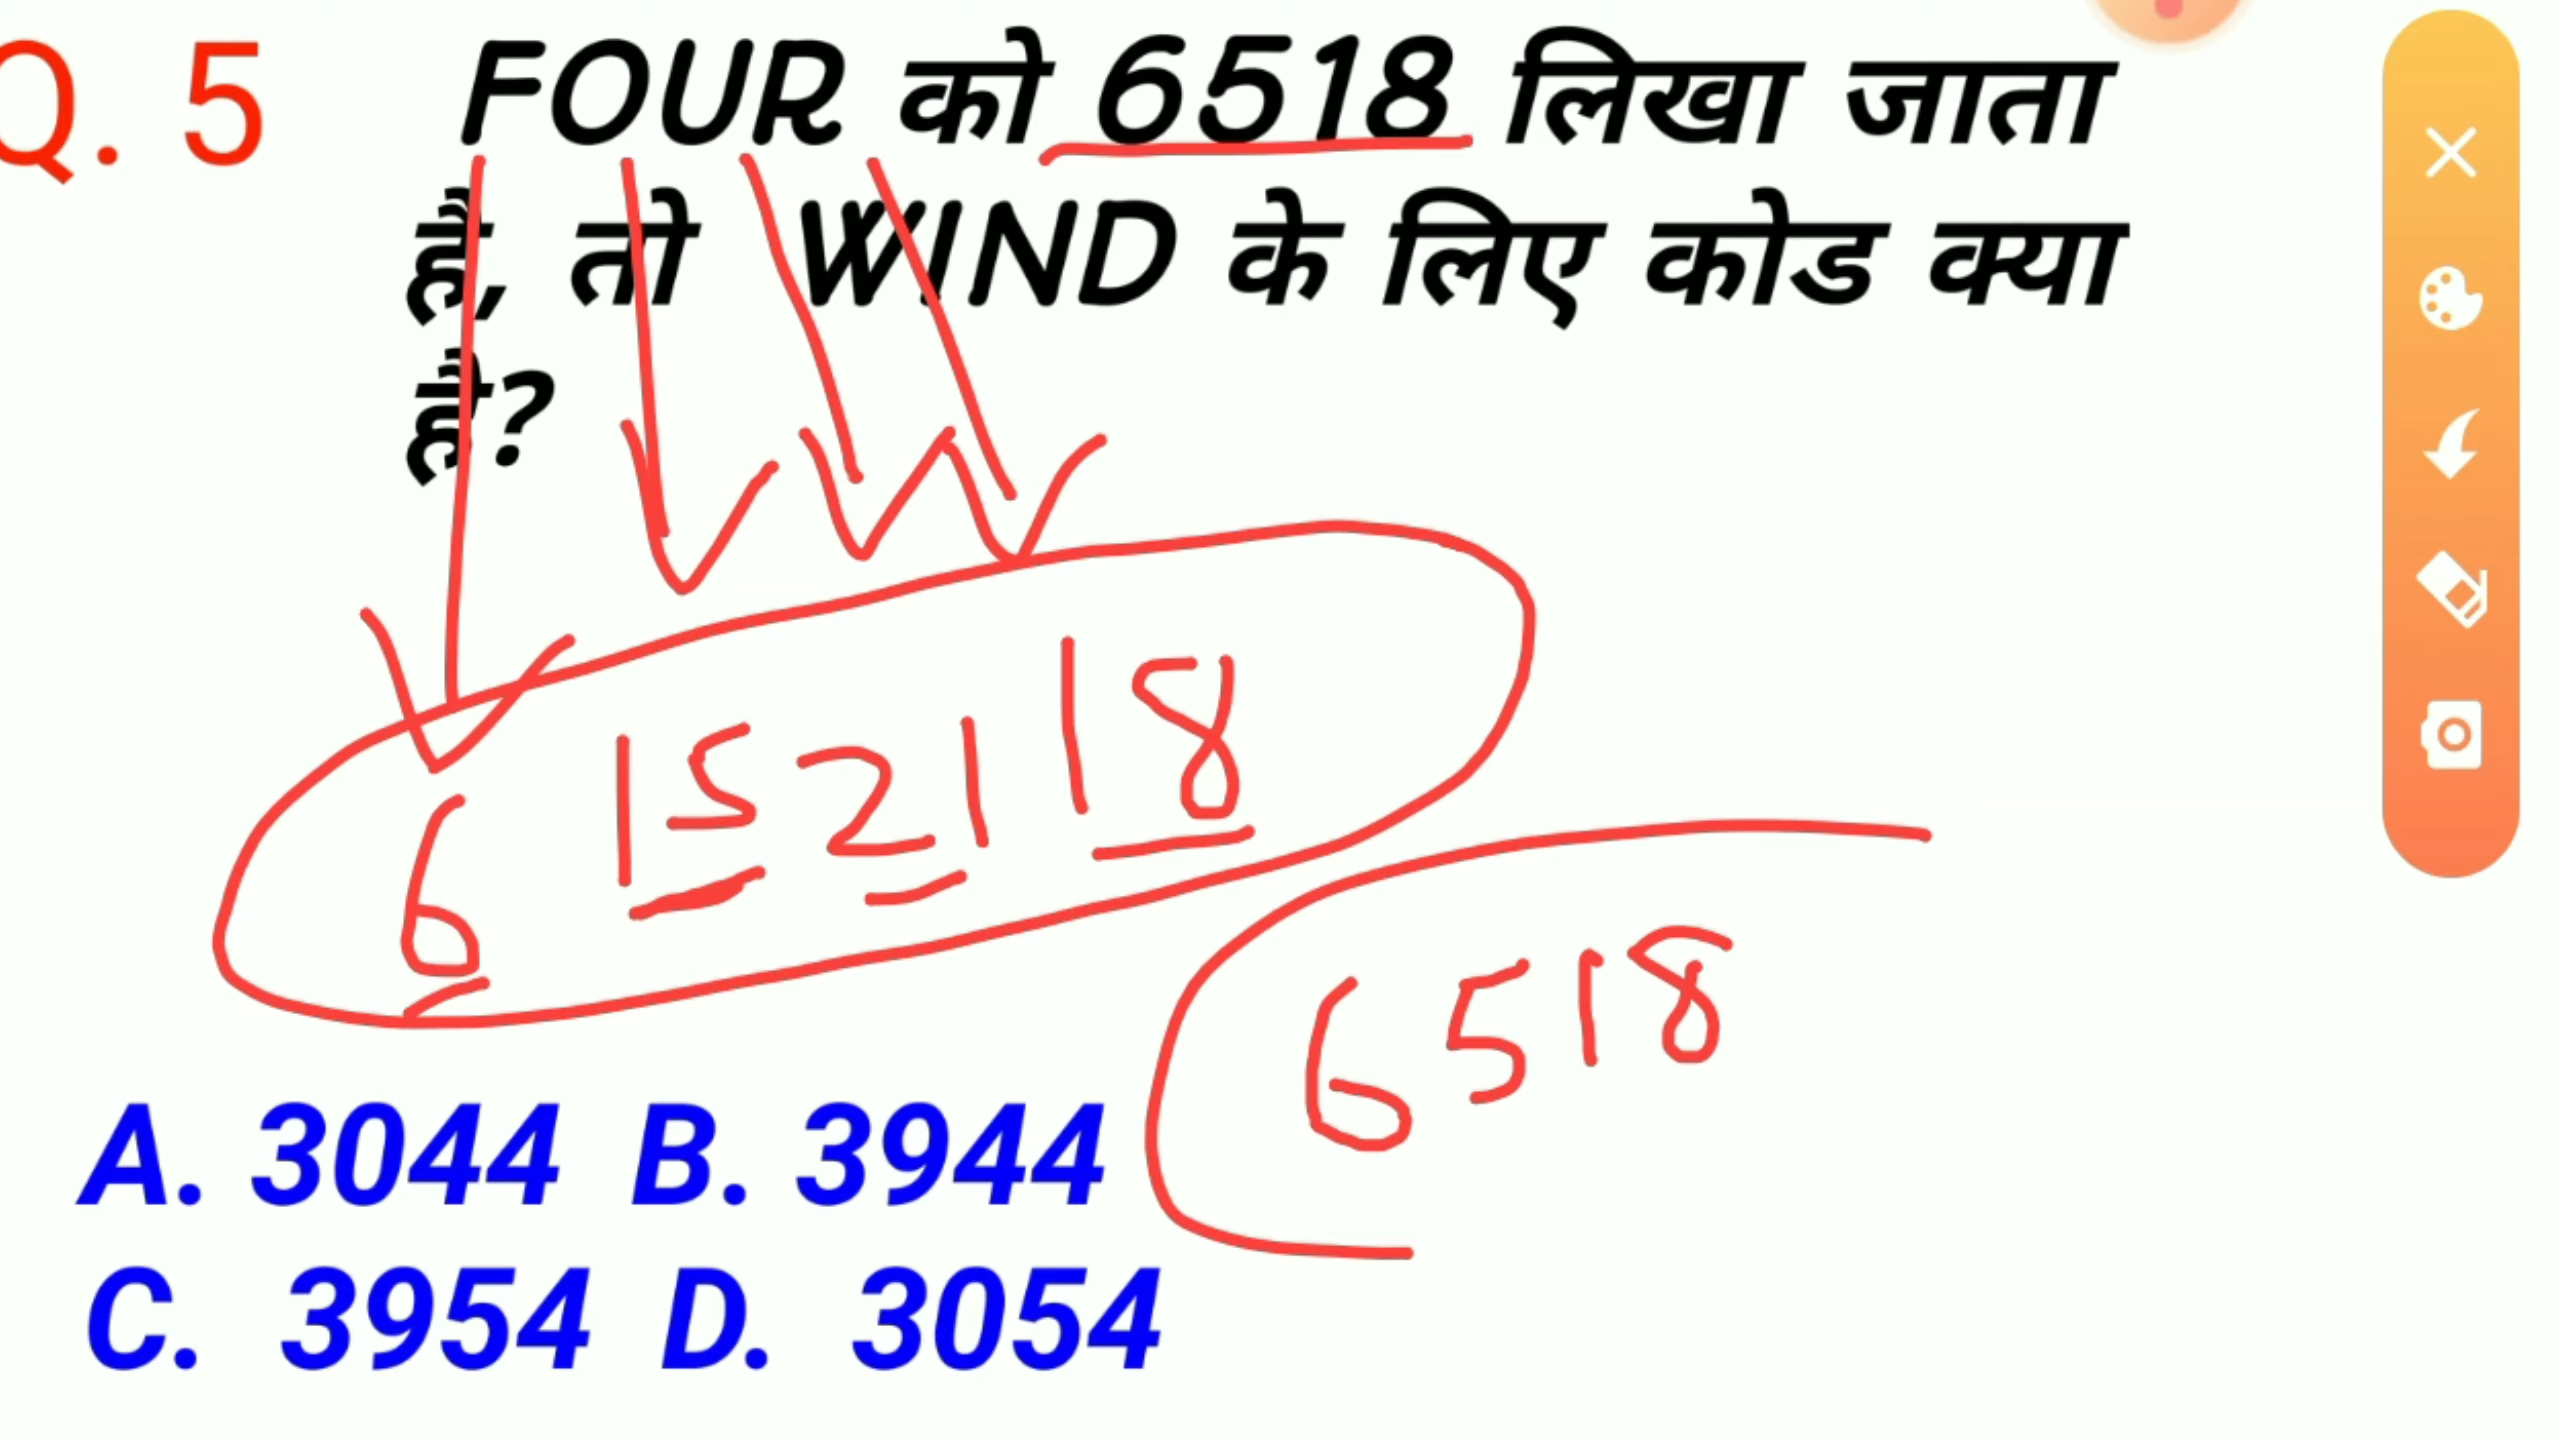 Q. 5 FOUR को 6518 लिखा जाता
है, तो WIND के लिए कोड क्या
है?
6 15 21 18
6518
A. 3044 B. 3944
C. 3954 D. 3054